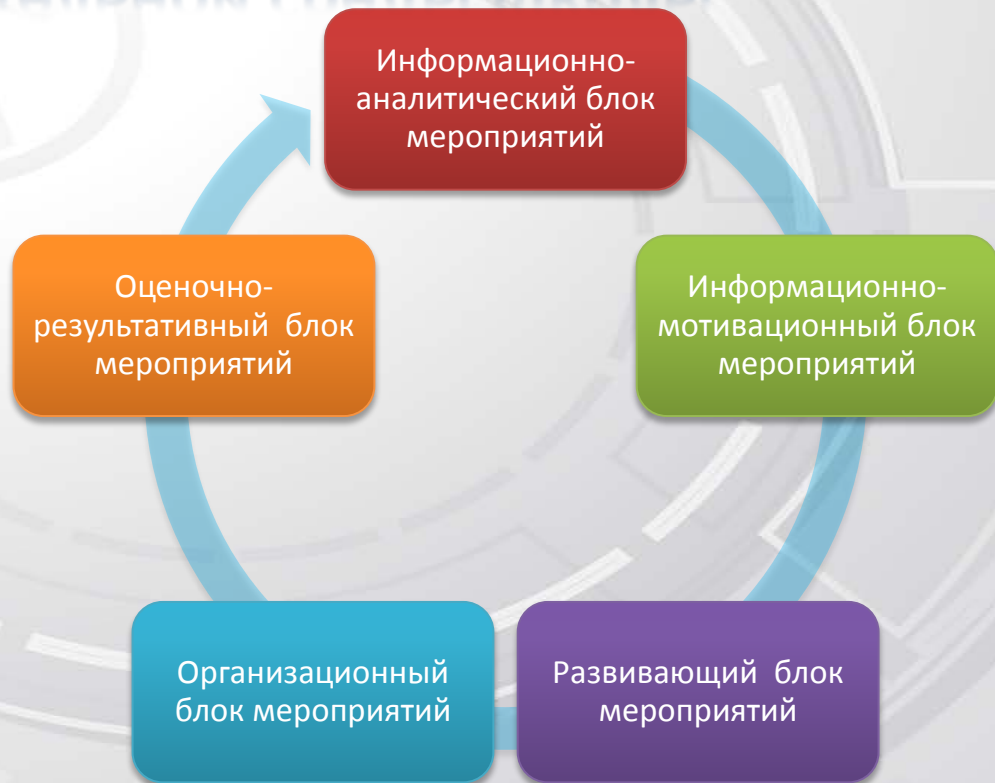 Информационно-
аналитический блок
мероприятий
Информационно-
мотивационный блок
мероприятий
Развивающий  блок
мероприятий
Организационный
блок мероприятий
Оценочно-
результативный  блок
мероприятий